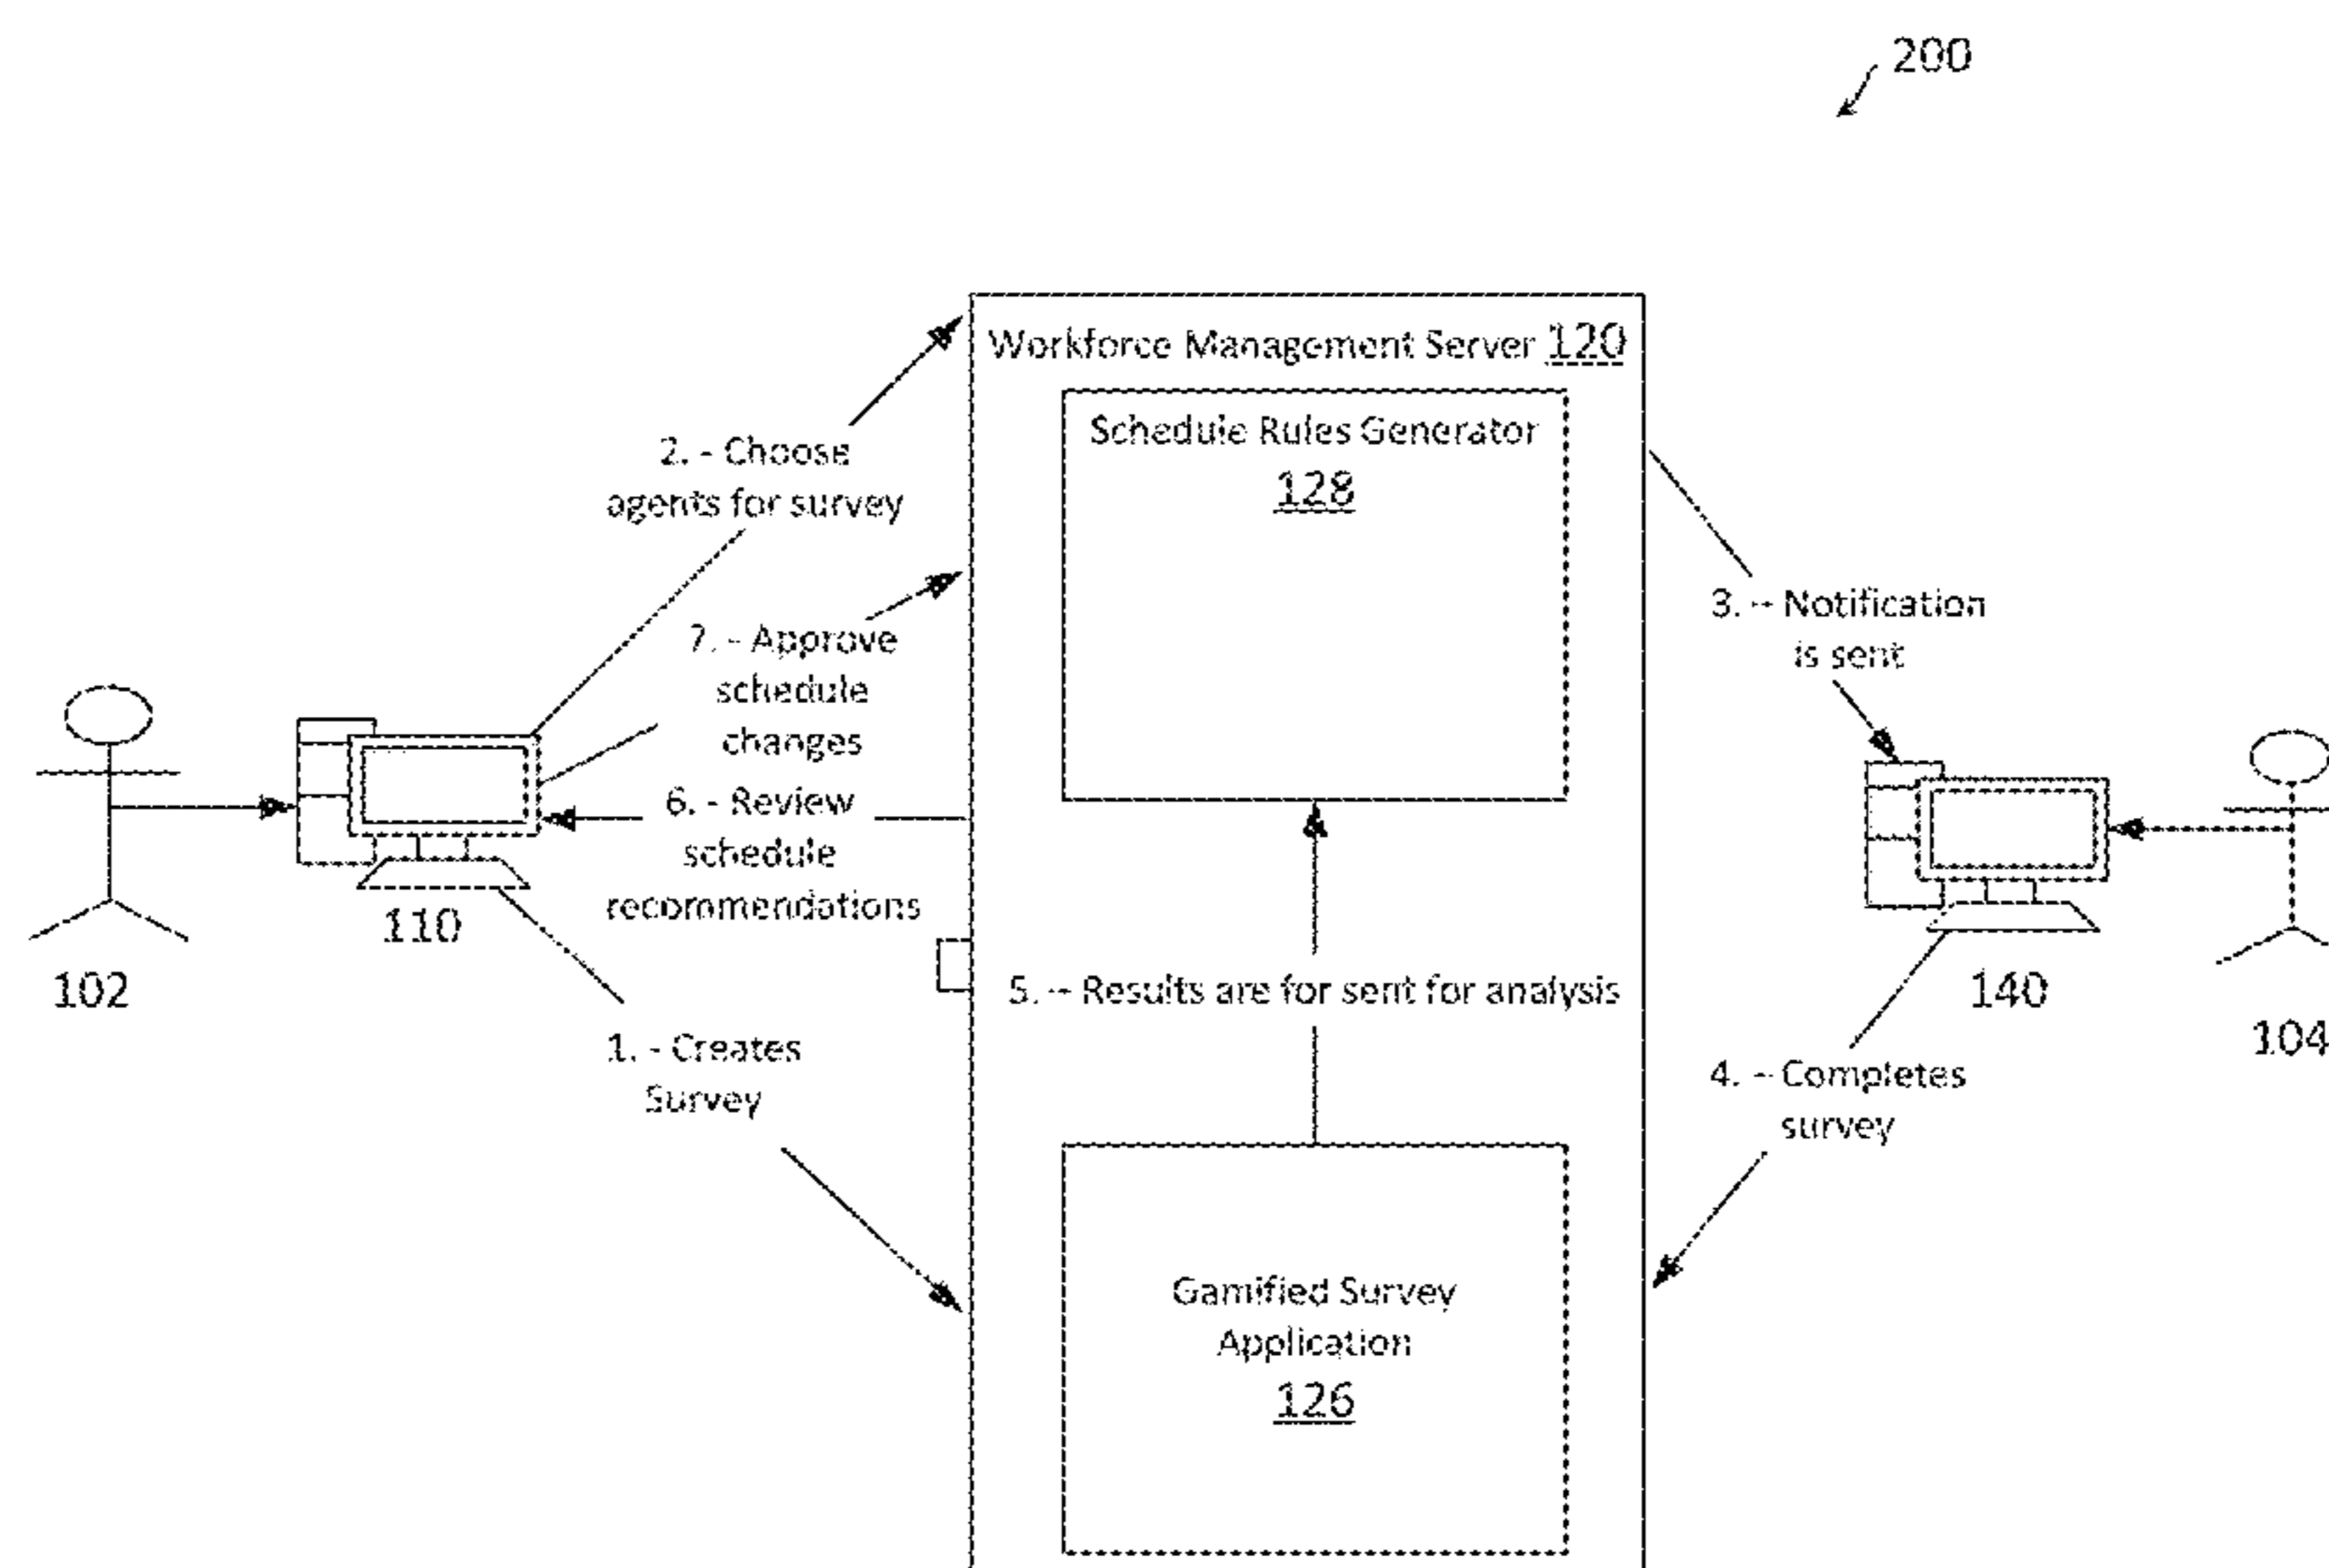 200
Workforce Management Server 120
Schedule Rules Generator
128
2. - Choose
agents for survey
7. - Approve
schedule
changes
6. - Review
schedule
recommendations
110
102
1. - Creates
Survey
3. -- Notification
is sent
5. -- Results are for sent for analysis
140
104
4. -- Completes
survey
Gamified Survey
Application
126